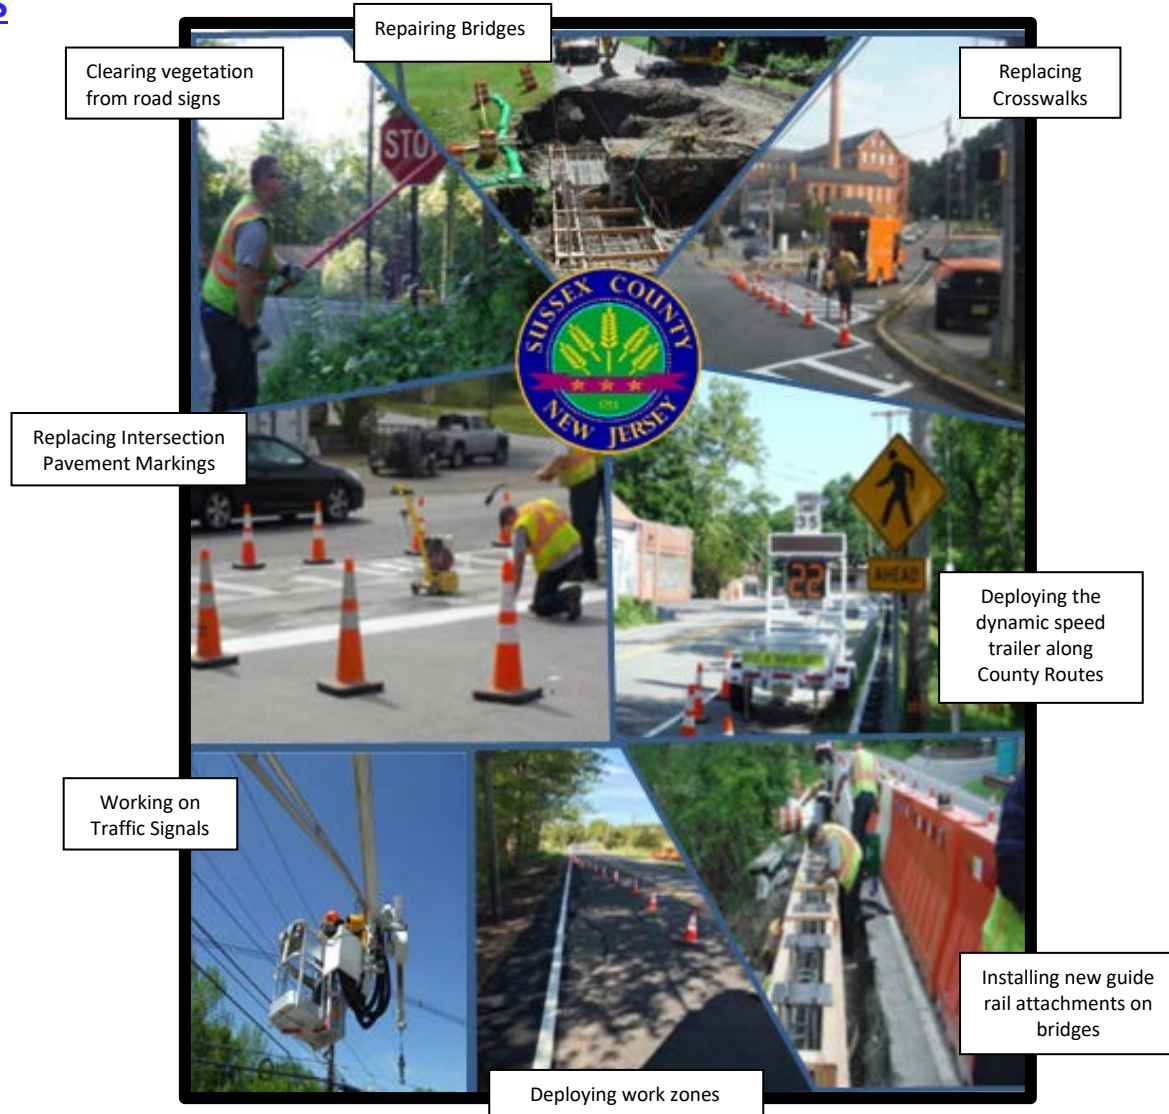 s
Repairing Bridges
Clearing vegetation
from road signs
Replacing
Crosswalks
STOP
SUSSEX COUNTY
NEW JERSEY
1753
Replacing Intersection
Pavement Markings
35
22
AHEAD
Deploying the
dynamic speed
trailer along
County Routes
Working on
Traffic Signals
Installing new guide
rail attachments on
bridges
Deploying work zones